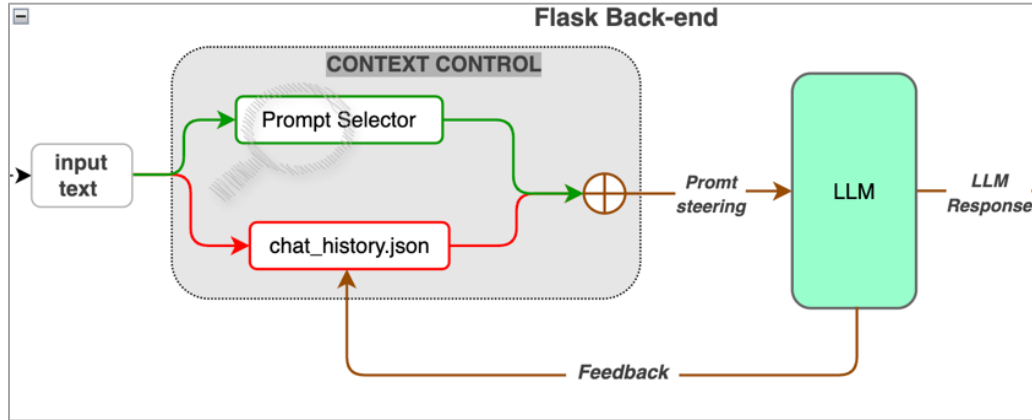 Flask Back-end
CONTEXT CONTROL
Prompt Selector
input
text
chat_history.json
Promt
steering
LLM
LLM
Response
Feedback